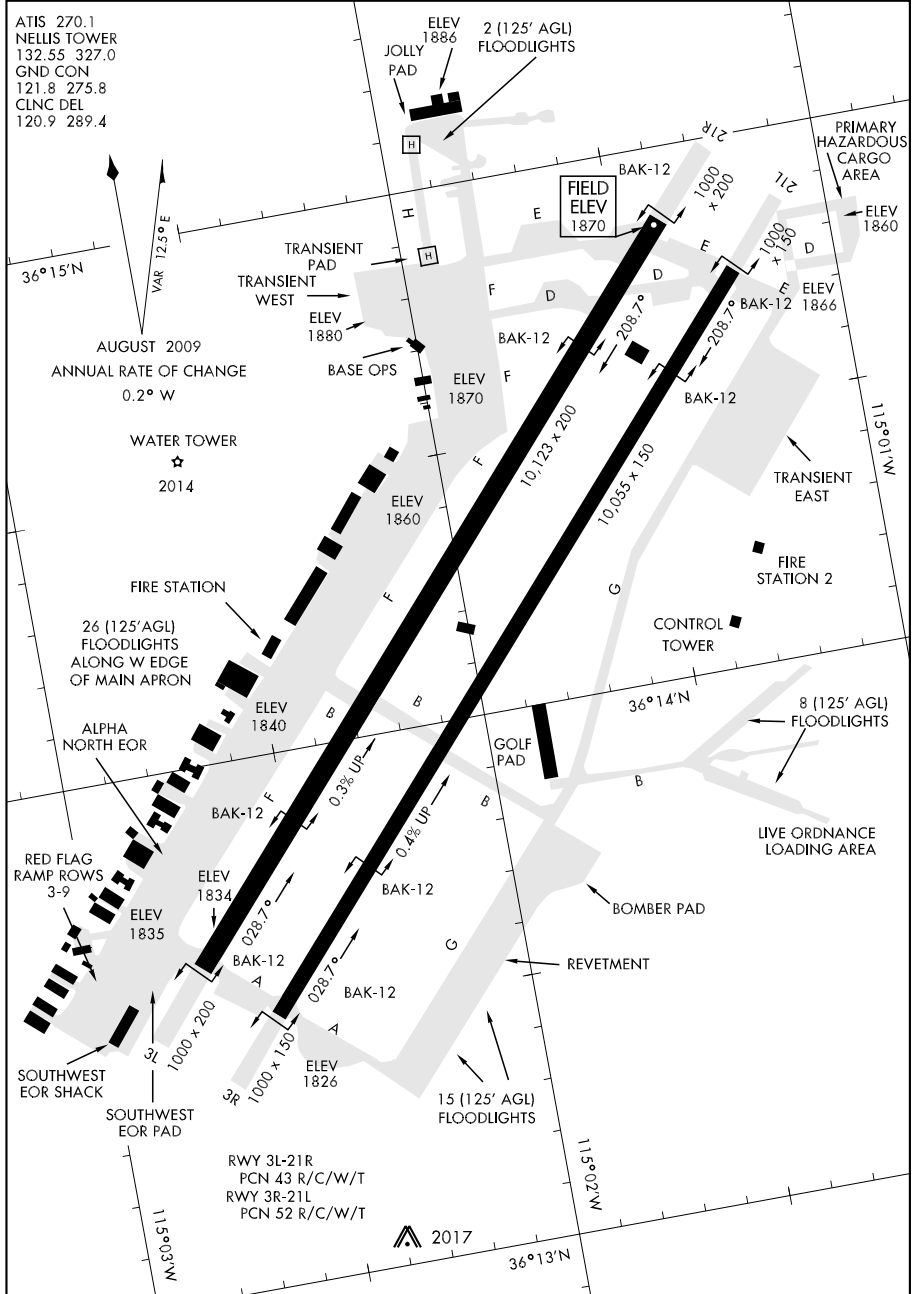 ATIS 270.1
NELLIS TOWER
132.55 327.0
GND CON
121.8 275.8
CLNC DEL
120.9 289.4
ELEV
1886
2 (125' AGL)
FLOODLIGHTS
JOLLY
PAD
H
PRIMARY
HAZARDOUS
CARGO
AREA
BAK-12
21R
1000
x 200
21L
ELEV
1860
FIELD
ELEV
1870
H
E
1000
x 150
D
E
E
ELEV
1866
BAK-12
36°15'N
VAR 12.5° E
TRANSIENT
PAD
H
TRANSIENT
WEST
ELEV
1880
F
D
D
208.7°
208.7°
AUGUST 2009
ANNUAL RATE OF CHANGE
0.2° W
BASE OPS
BAK-12
ELEV
1870
F
BAK-12
115°01'W
WATER TOWER
2014
F
10,123 x 200
10,055 x 150
TRANSIENT
EAST
ELEV
1860
FIRE
STATION 2
FIRE STATION
F
G
CONTROL
TOWER
26 (125'AGL)
FLOODLIGHTS
ALONG W EDGE
OF MAIN APRON
36°14'N
ELEV
1840
B
B
8 (125' AGL)
FLOODLIGHTS
ALPHA
NORTH EOR
GOLF
PAD
0.3% UP
F
BAK-12
B
B
0.4% UP
LIVE ORDNANCE
LOADING AREA
RED FLAG
RAMP ROWS
3-9
ELEV
1834
BAK-12
BOMBER PAD
ELEV
1835
028.7°
G
REVETMENT
BAK-12
A
028.7°
BAK-12
A
1000 x 200
3L
1000 x 150
3R
ELEV
1826
SOUTHWEST
EOR SHACK
SOUTHWEST
EOR PAD
15 (125' AGL)
FLOODLIGHTS
RWY 3L-21R
PCN 43 R/C/W/T
RWY 3R-21L
PCN 52 R/C/W/T
115°02'W
115°03'W
2017
36°13'N